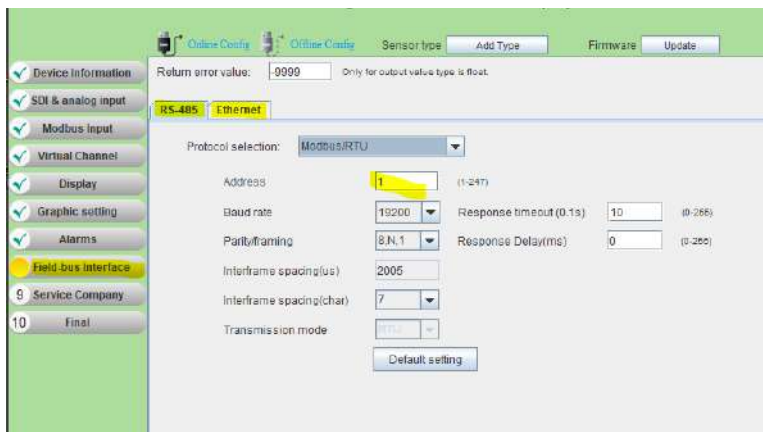 Online Config Offline Config Sensor type Add Type Firmware Update
Device Information
SDI & analog input
Modbus Input
Virtual Channel
Display
Graphic setting
Alarms
Field-bus interface
9 Service Company
10 Final
Return error value: -9999 Only for output value type is float.
RS-485 Ethernet
Protocol selection: Modbus/RTU
Address 1 (1-247)
Baud rate 19200 Response timeout (0.1s) 10 (0-255)
Parity/framing 8,N,1 Response Delay(ms) 0 (0-255)
Interframe spacing(us) 2005
Interframe spacing(char) 7
Transmission mode RTU
Default setting